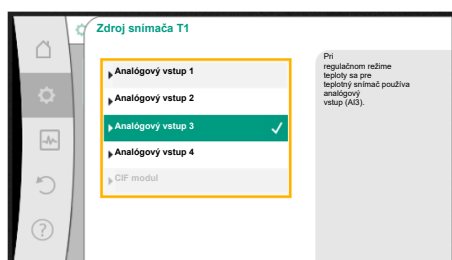 Zdroj snímača T1
Analógový vstup 1
Analógový vstup 2
Analógový vstup 3
Analógový vstup 4
CIF modul
Pri
regulačnom režime
teploty sa pre
teplotný snímač používa
analógový
vstup (AI3).